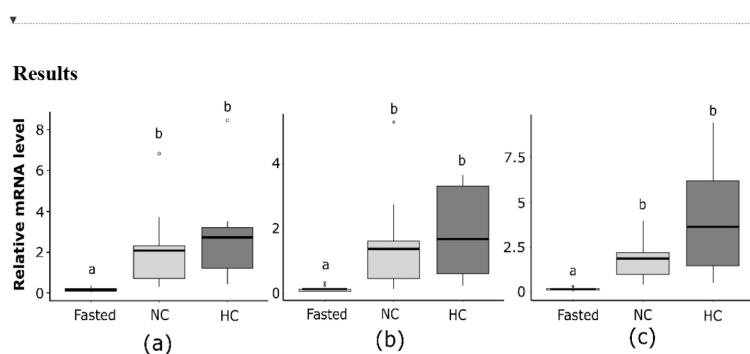 Results
Relative mRNA level
8
6
4
2
0
a
b
b
Fasted
NC
HC
(a)
4
2
0
a
b
b
Fasted
NC
HC
(b)
7.5
5
2.5
0
a
b
b
Fasted
NC
HC
(c)